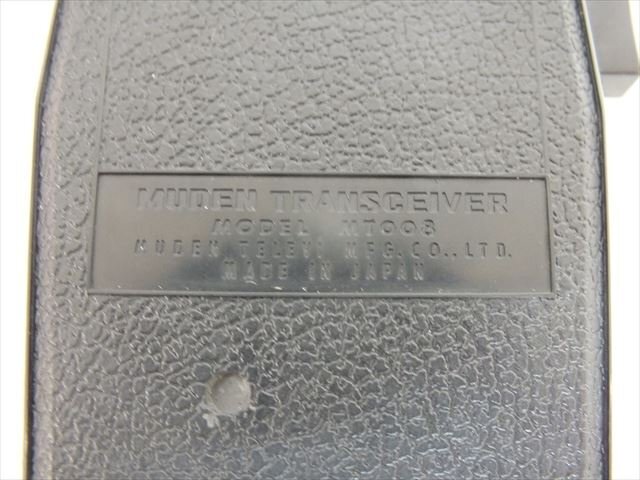 MUDEN TRANSCEIVER
MODEL MT008
MUDEN TELEVI MFG. CO., LTD.
MADE IN JAPAN